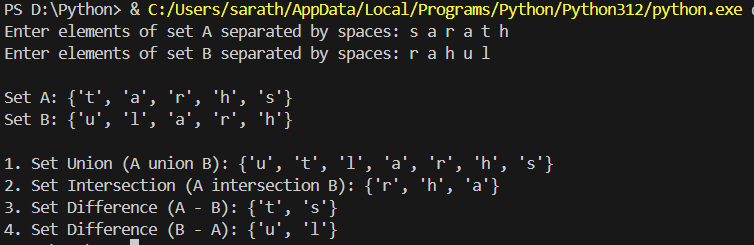 PS D:\Python> & C:/Users/sarath/AppData/Local/Programs/Python/Python312/python.exe
Enter elements of set A separated by spaces: s a r a t h
Enter elements of set B separated by spaces: r a h u l
Set A: {'t', 'a', 'r', 'h', 's'}
Set B: {'u', 'l', 'a', 'r', 'h'}
1. Set Union (A union B): {'u', 't', 'l', 'a', 'r', 'h', 's'}
2. Set Intersection (A intersection B): {'r', 'h', 'a'}
3. Set Difference (A - B): {'t', 's'}
4. Set Difference (B - A): {'u', 'l'}